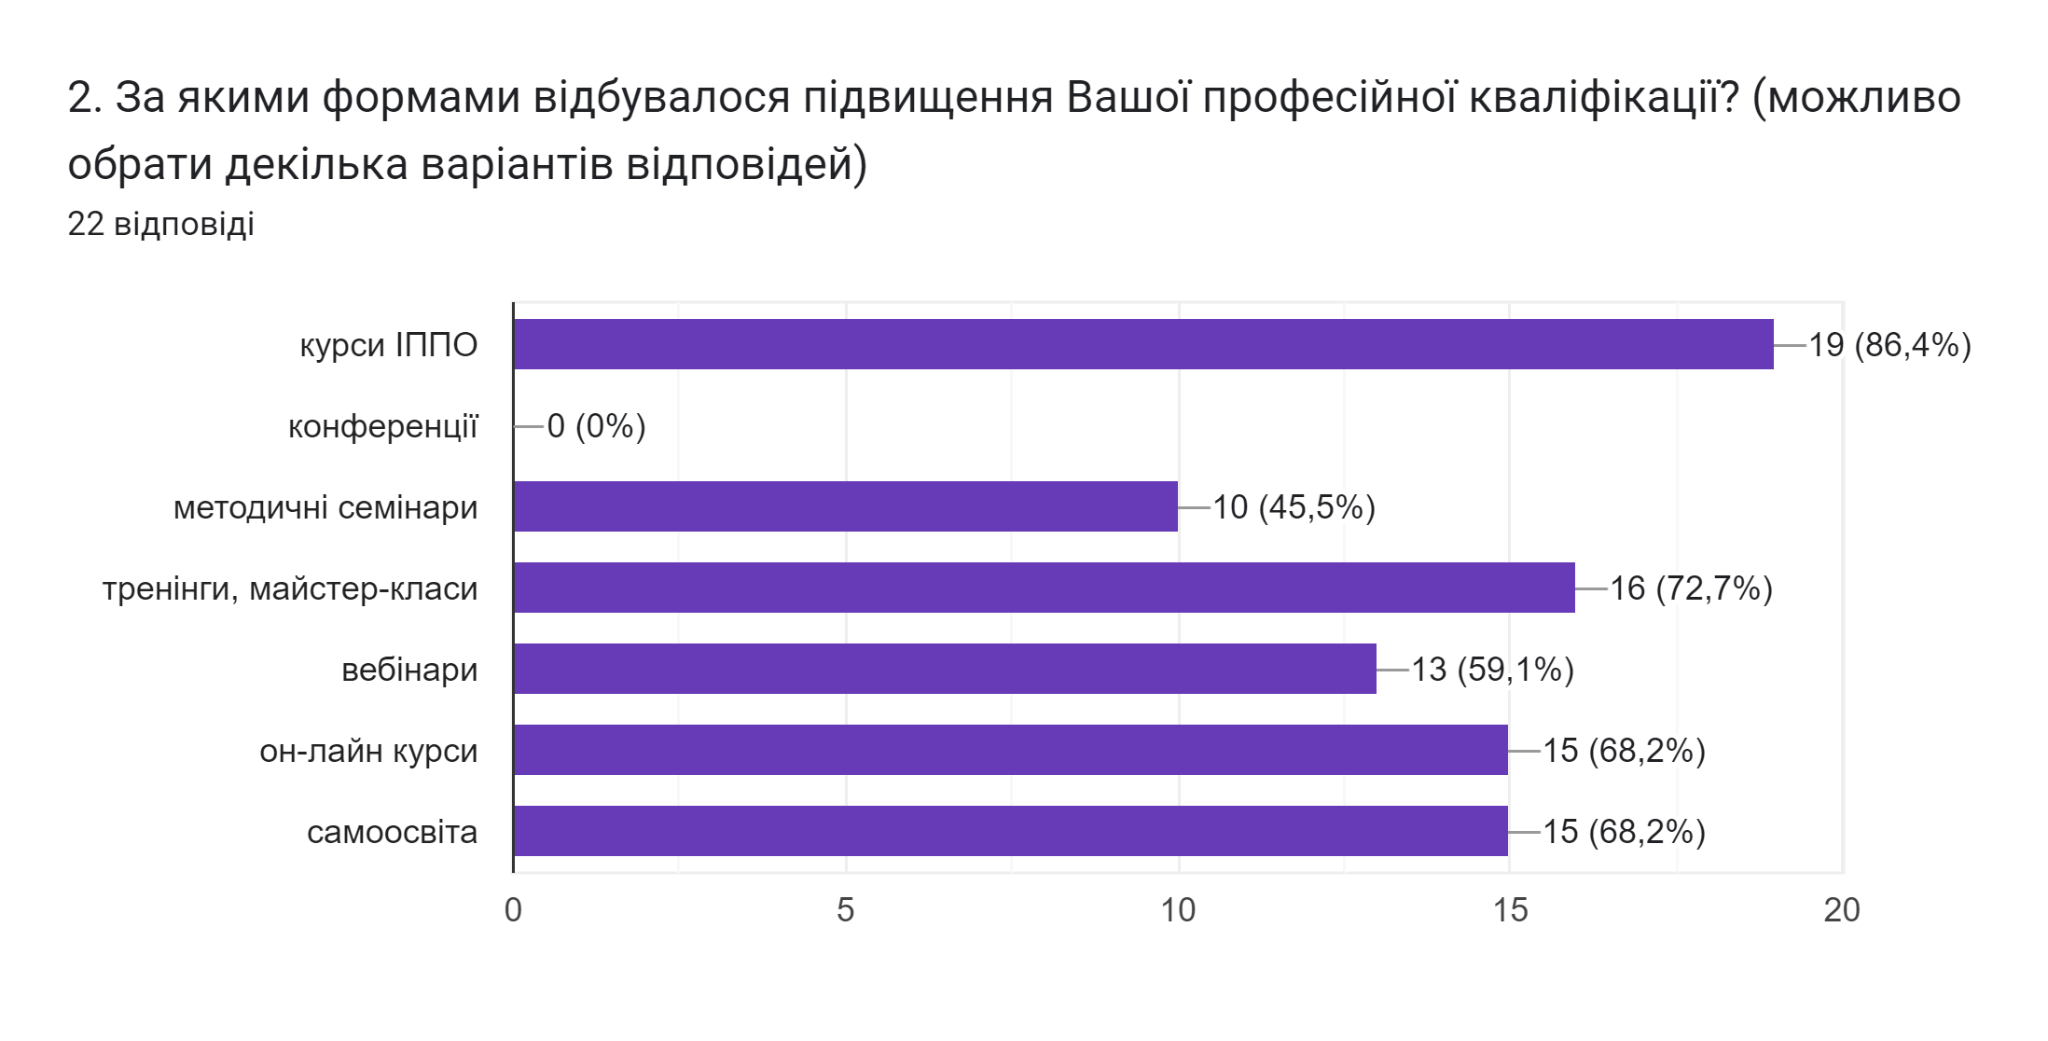 2. За якими формами відбувалося підвищення Вашої професійної кваліфікації? (можливо
обрати декілька варіантів відповідей)
22 відповіді
курси ІППО
19 (86,4%)
конференції
0 (0%)
методичні семінари
10 (45,5%)
тренінги, майстер-класи
16 (72,7%)
вебінари
13 (59,1%)
он-лайн курси
15 (68,2%)
самоосвіта
15 (68,2%)
0 5 10 15 20